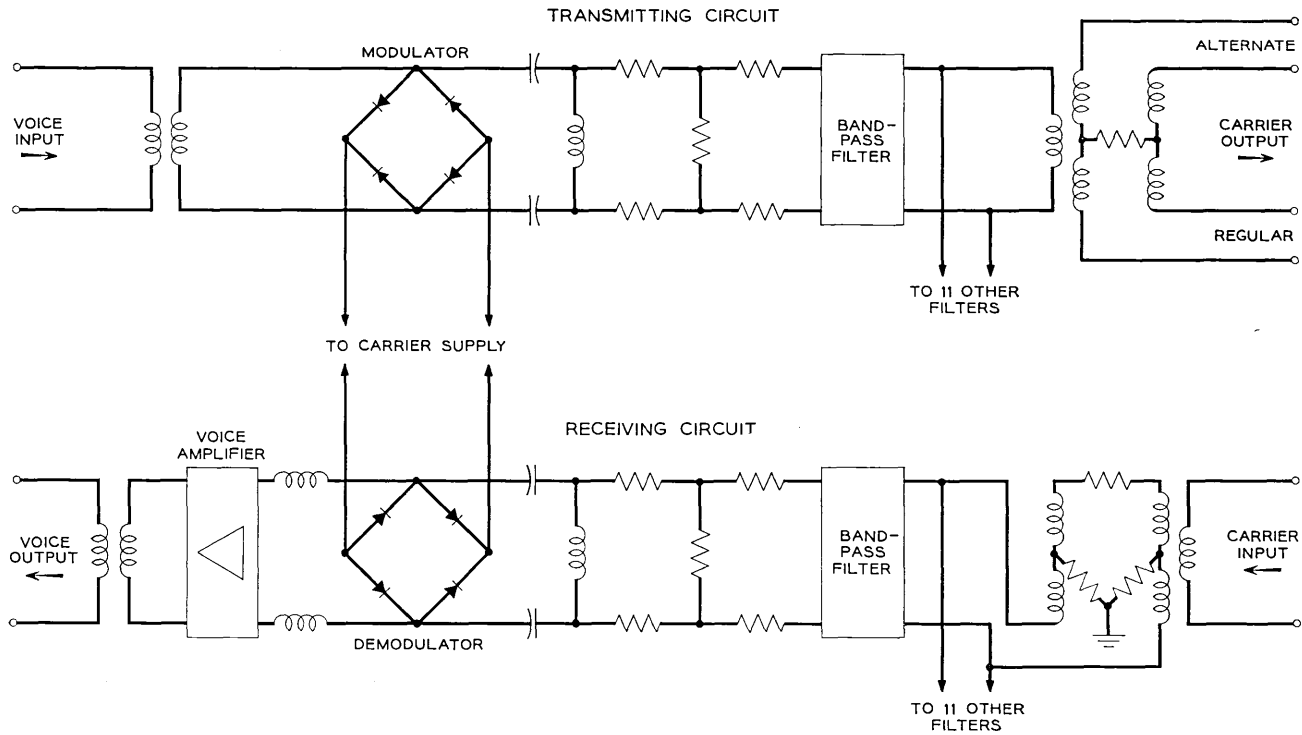 TRANSMITTING CIRCUIT
MODULATOR
ALTERNATE
VOICE
INPUT
BAND-
PASS
FILTER
CARRIER
OUTPUT
REGULAR
TO 11 OTHER
FILTERS
TO CARRIER SUPPLY
RECEIVING CIRCUIT
VOICE
AMPLIFIER
VOICE
OUTPUT
BAND-
PASS
FILTER
CARRIER
INPUT
DEMODULATOR
TO 11 OTHER
FILTERS